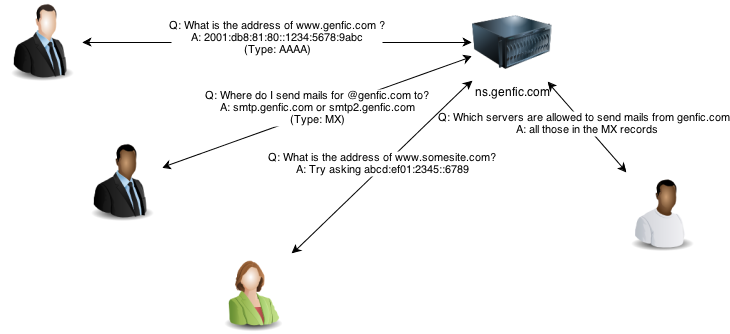 Q: What is the address of www.genfic.com ?
A: 2001:db8:81:80::1234:5678:9abc
(Type: AAAA)
ns.genfic.com
Q: Where do I send mails for @genfic.com to?
A: smtp.genfic.com or smtp2.genfic.com
(Type: MX)
Q: Which servers are allowed to send mails from genfic.com
A: all those in the MX records
Q: What is the address of www.somesite.com?
A: Try asking abcd:ef01:2345::6789